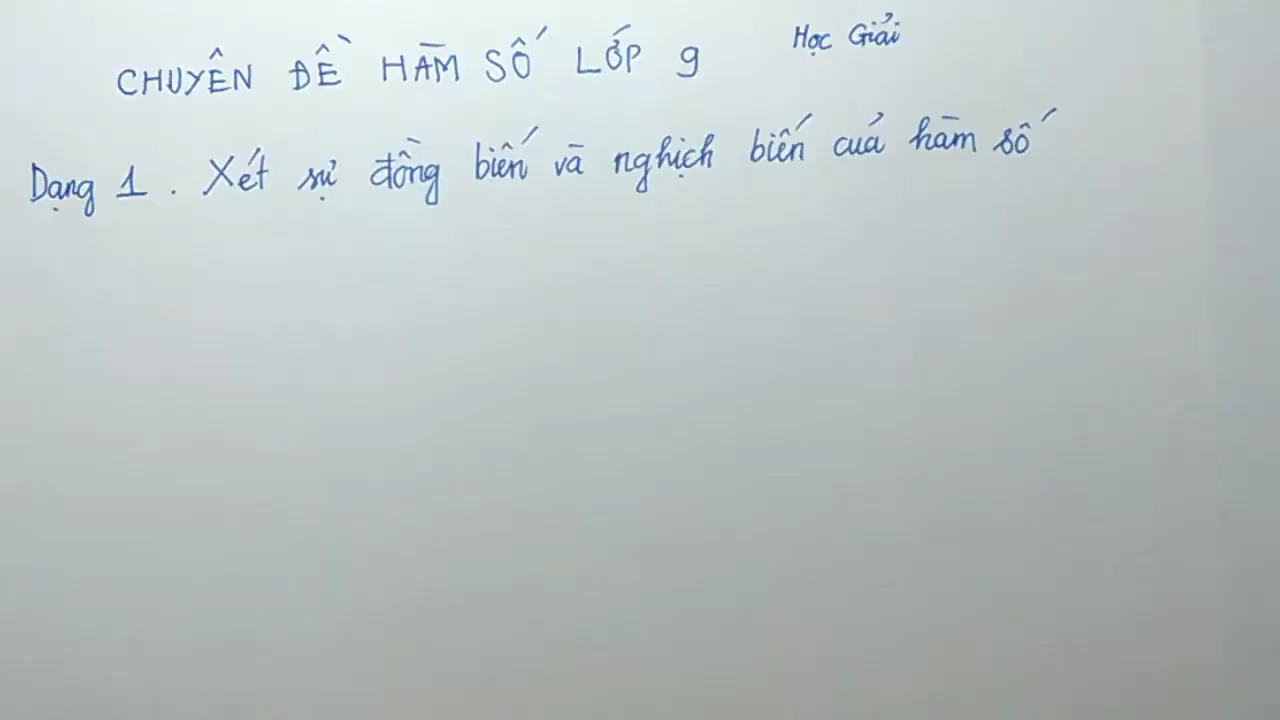 CHUYÊN ĐỀ HÀM SỐ LỚP 9
Học Giải
Dạng 1. Xét sự đồng biến và nghịch biến của hàm số